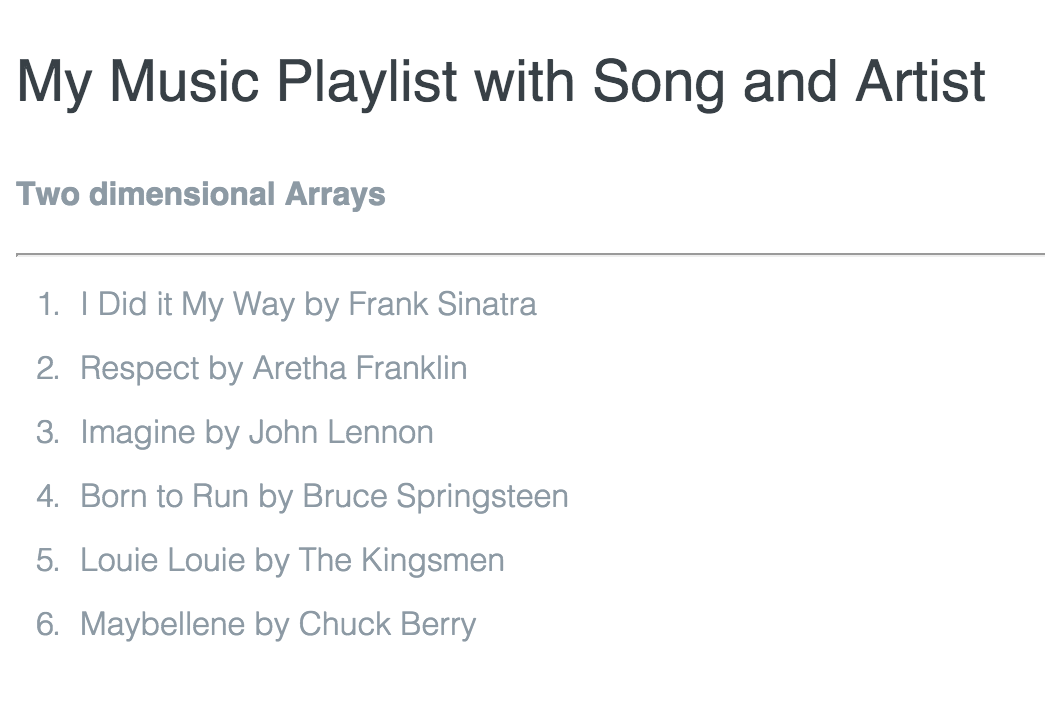 My Music Playlist with Song and Artist
Two dimensional Arrays
1. I Did it My Way by Frank Sinatra
2. Respect by Aretha Franklin
3. Imagine by John Lennon
4. Born to Run by Bruce Springsteen
5. Louie Louie by The Kingsmen
6. Maybellene by Chuck Berry